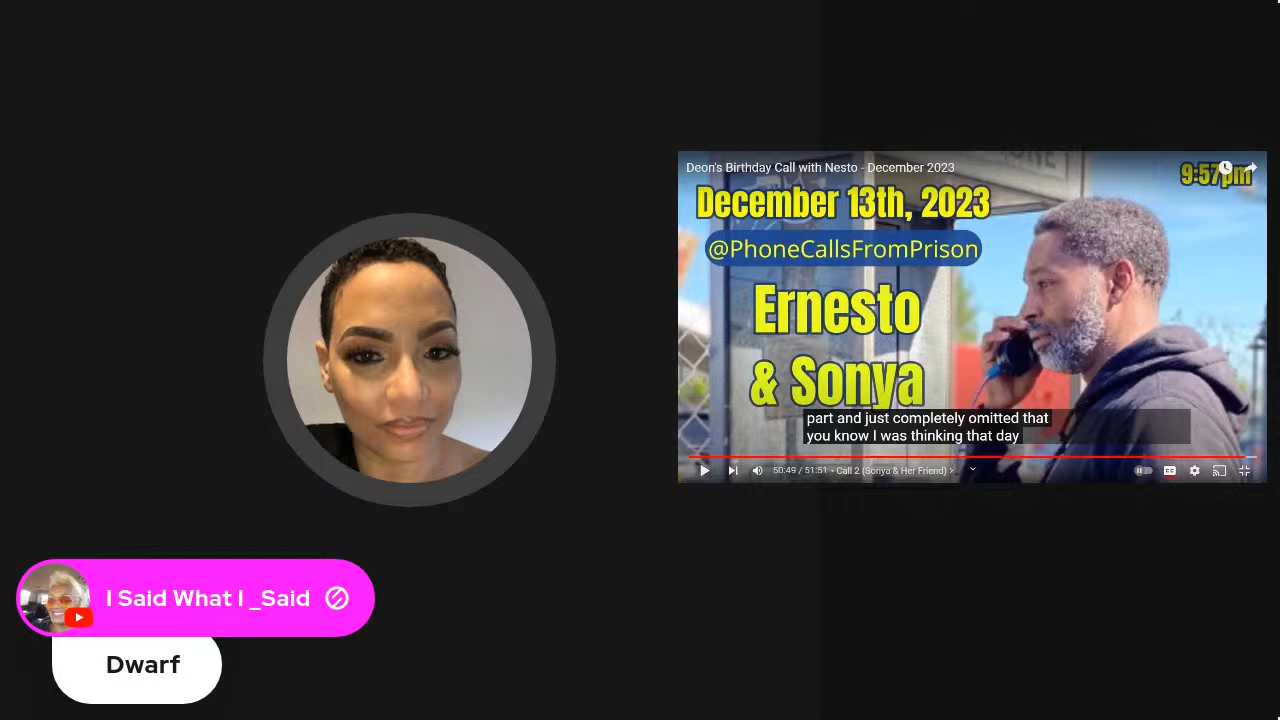 Deon's Birthday Call with Nesto - December 2023
9:57pm
December 13th, 2023
@PhoneCallsFromPrison
Ernesto
& Sonya
part and just completely omitted that
you know I was thinking that day
50:49 / 51:51 • Call 2 (Sonya & Her Friend) >
CC
I Said What I _Said
Dwarf